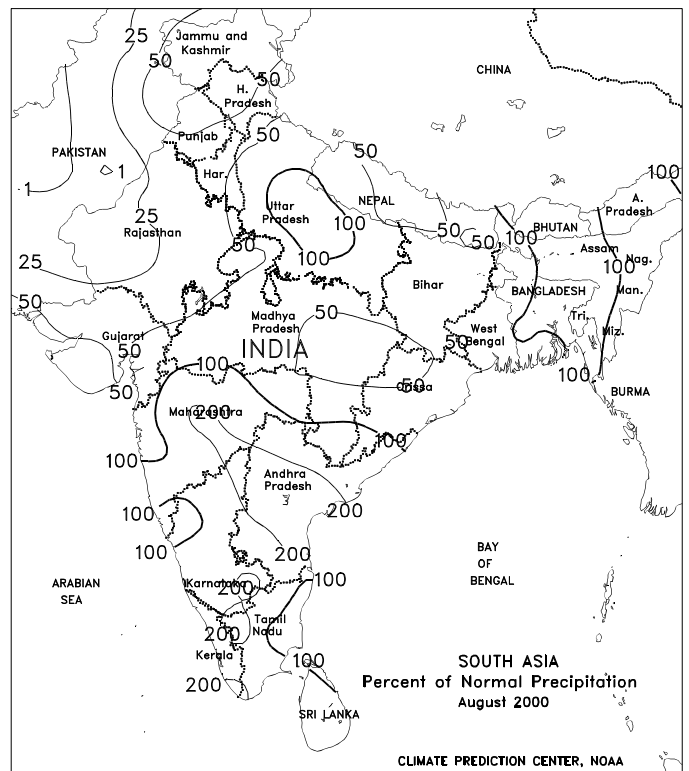 25
Jammu and
Kashmir
50
50
CHINA
H.
Pradesh
Punjab
50
PAKISTAN
50
1
Har.
100
1
NEPAL
A.
Pradesh
Uttar
Pradesh
25
100
50
BHUTAN
Rajasthan
50
50
100
Assam
Nag.
100
25
100
Bihar
BANGLADESH
Man.
50
50
Madhya
Pradesh
Tri.
Gujarat
West
Bengal
Miz.
50
50
INDIA
100
100
50
50
Orissa
BURMA
Maharashtra
200
100
100
Andhra
Pradesh
100
200
100
200
BAY
OF
BENGAL
ARABIAN
SEA
Karnataka
200
100
Tamil
Nadu
200
Kerala
100
SOUTH ASIA
Percent of Normal Precipitation
August 2000
200
SRI LANKA
CLIMATE PREDICTION CENTER, NOAA